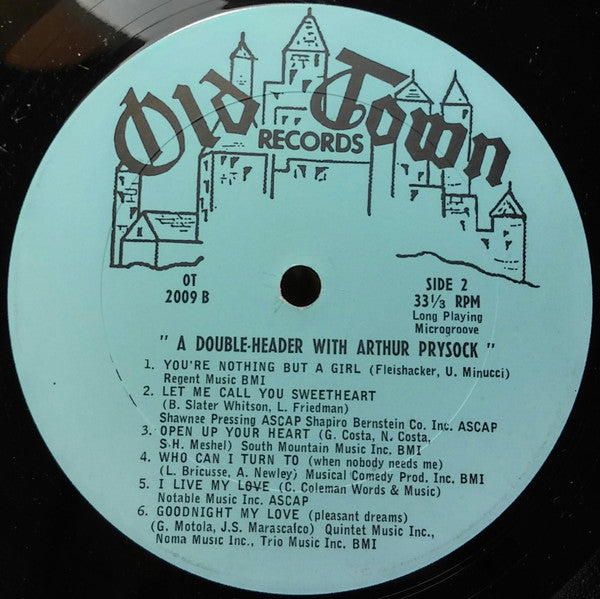 Old Town
RECORDS
OT
2009 B
SIDE 2
33⅓ RPM
Long Playing
Microgroove
" A DOUBLE-HEADER WITH ARTHUR PRYSOCK "
1. YOU'RE NOTHING BUT A GIRL (Fleishacker, U. Minucci)
Regent Music BMI
2. LET ME CALL YOU SWEETHEART
(B. Slater Whitson, L. Friedman)
Shawnee Pressing ASCAP Shapiro Bernstein Co. Inc. ASCAP
3. OPEN UP YOUR HEART (G. Costa, N. Costa,
S.H. Meshel) South Mountain Music Inc. BMI
4. WHO CAN I TURN TO (when nobody needs me)
(L. Bricusse, A. Newley) Musical Comedy Prod. Inc. BMI
5. I LIVE MY LOVE (C. Coleman Words & Music)
Notable Music Inc. ASCAP
6. GOODNIGHT MY LOVE (pleasant dreams)
(G. Motola, J.S. Marascafco) Quintet Music Inc.,
Noma Music Inc., Trio Music Inc. BMI